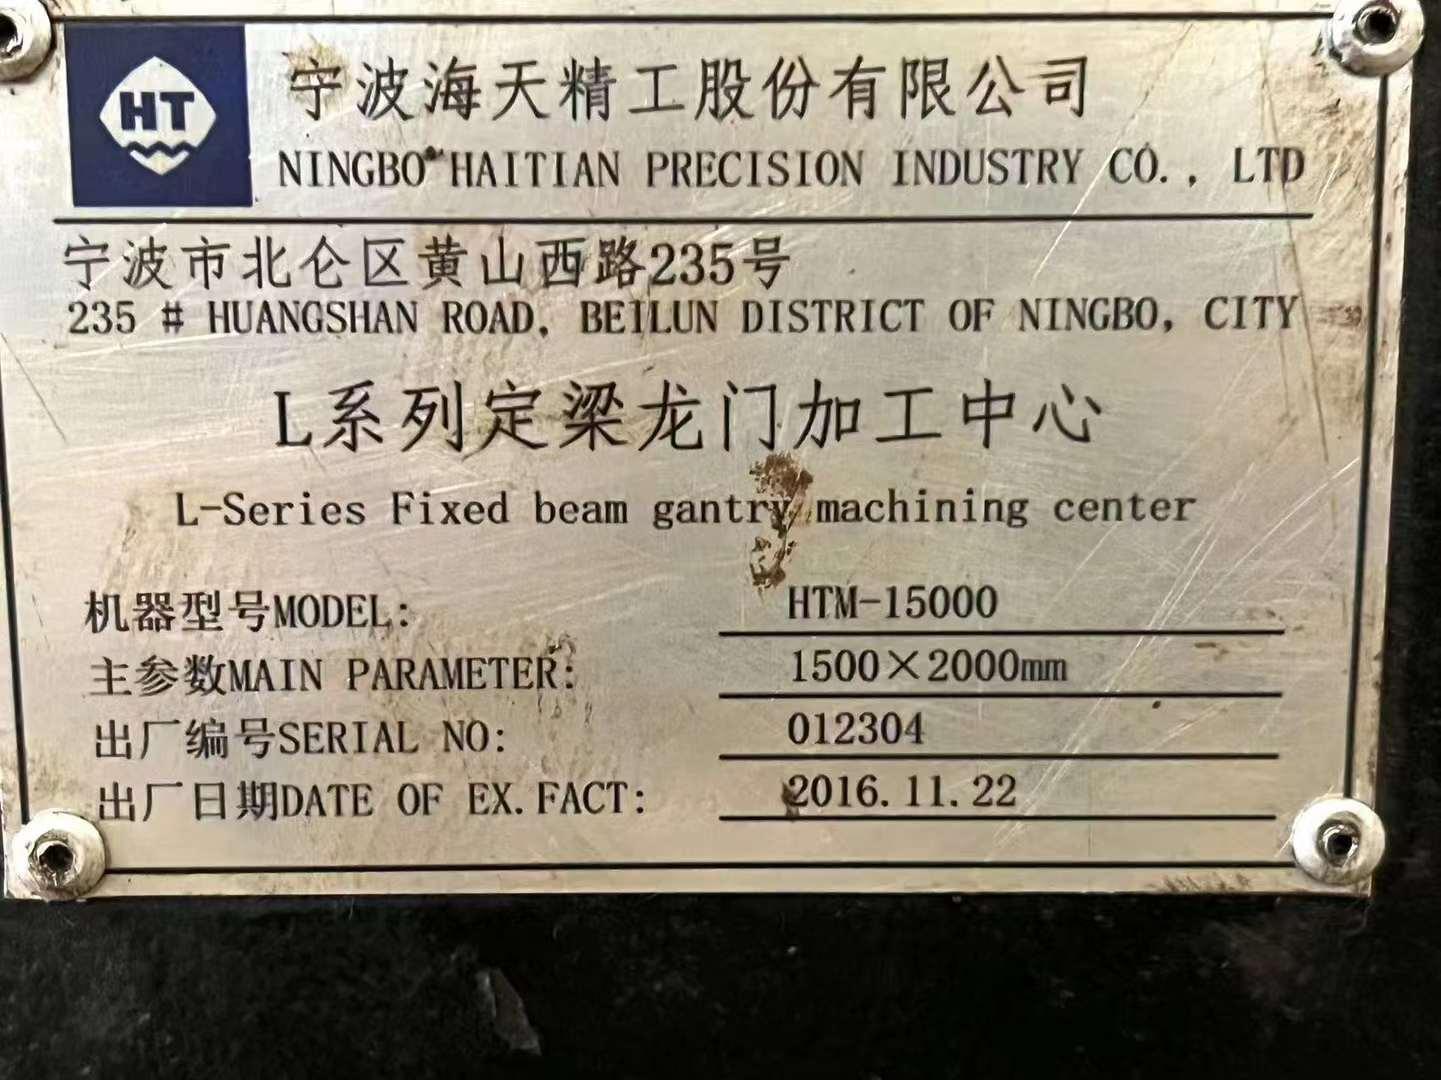 HT
宁波海天精工股份有限公司
NINGBO HAITIAN PRECISION INDUSTRY CO., LTD
宁波市北仑区黄山西路235号
235 # HUANGSHAN ROAD, BEILUN DISTRICT OF NINGBO, CITY
L系列定梁龙门加工中心
L-Series Fixed beam gantry machining center
机器型号MODEL: HTM-15000
主参数MAIN PARAMETER: 1500×2000mm
出厂编号SERIAL NO: 012304
出厂日期DATE OF EX.FACT: 2016.11.22